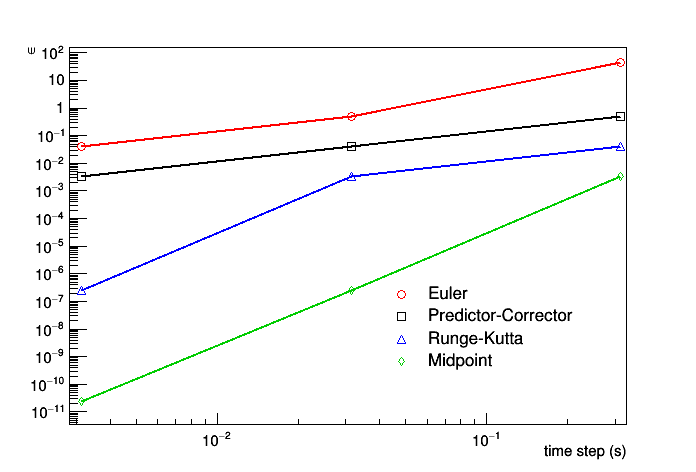 ϵ
10²
10
1
10⁻¹
10⁻²
10⁻³
10⁻⁴
10⁻⁵
10⁻⁶
10⁻⁷
10⁻⁸
10⁻⁹
10⁻¹⁰
10⁻¹¹
Euler
Predictor-Corrector
Runge-Kutta
Midpoint
10⁻² 10⁻¹
time step (s)